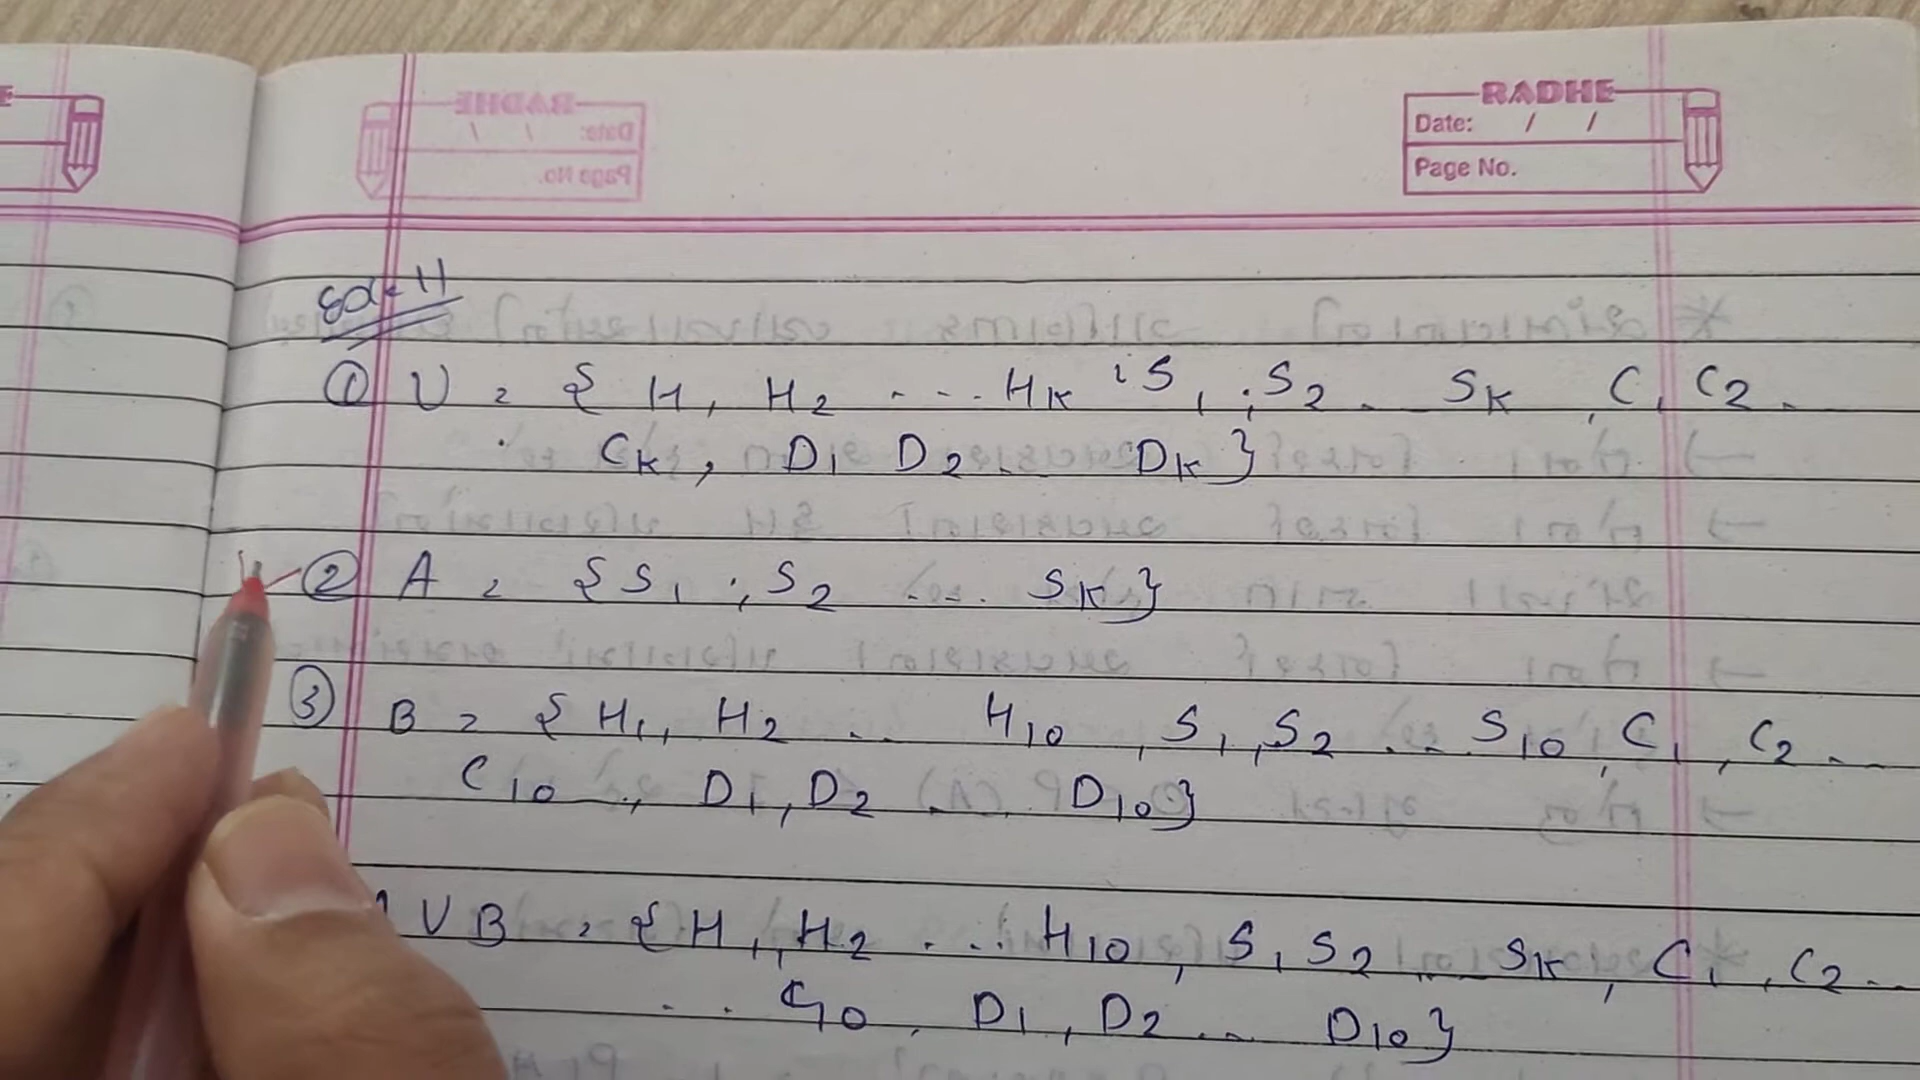 RADHE
Date: / /
Page No.
① U = { H1, H2 ... HK ; S1, ; S2 .. SK , C1 C2 ..
CK , D1 D2 .. DK }
② A = { S1 ; , S2 ... SK }
③ B = { H1, H2 .. H10 , S1, S2 ... S10, C1 , C2 ...
C10 .. , D1, D2 . . D10 }
UB = { H1, H2 ... H10, S1 S2 .. SK , C1 , C2 ...
... C10 , D1, D2 .. D10 }